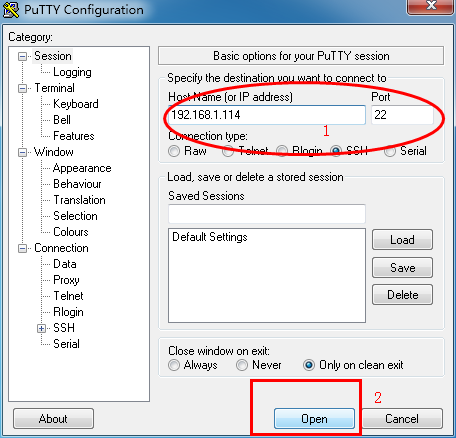 PuTTY Configuration
Category:
Session
Logging
Terminal
Keyboard
Bell
Features
Window
Appearance
Behaviour
Translation
Selection
Colours
Connection
Data
Proxy
Telnet
Rlogin
SSH
Serial
Basic options for your PuTTY session
Specify the destination you want to connect to
Host Name (or IP address) Port
192.168.1.114 22
1
Connection type:
Raw Telnet Rlogin SSH Serial
Load, save or delete a stored session
Saved Sessions
Default Settings
Load
Save
Delete
Close window on exit:
Always Never Only on clean exit
2
About Open Cancel